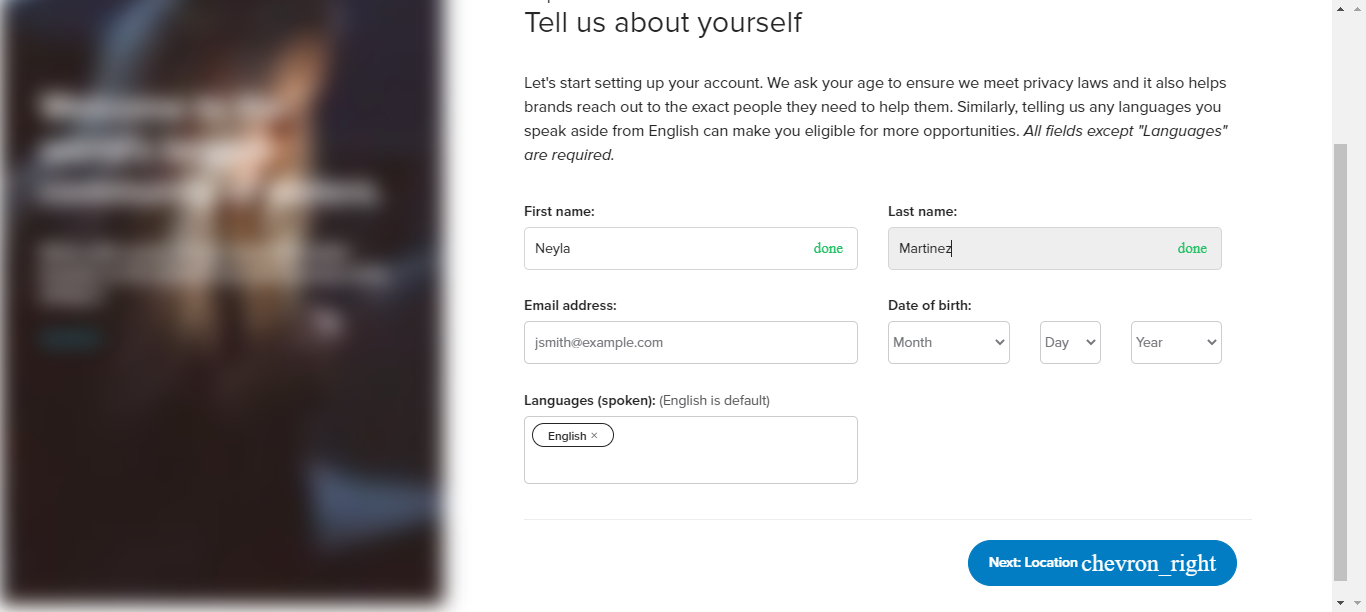 Tell us about yourself
Let's start setting up your account. We ask your age to ensure we meet privacy laws and it also helps
brands reach out to the exact people they need to help them. Similarly, telling us any languages you
speak aside from English can make you eligible for more opportunities. All fields except "Languages"
are required.
First name:
Last name:
Neyla done
Martinez done
Email address:
Date of birth:
jsmith@example.com
Month Day Year
Languages (spoken): (English is default)
English ×
Next: Location chevron_right